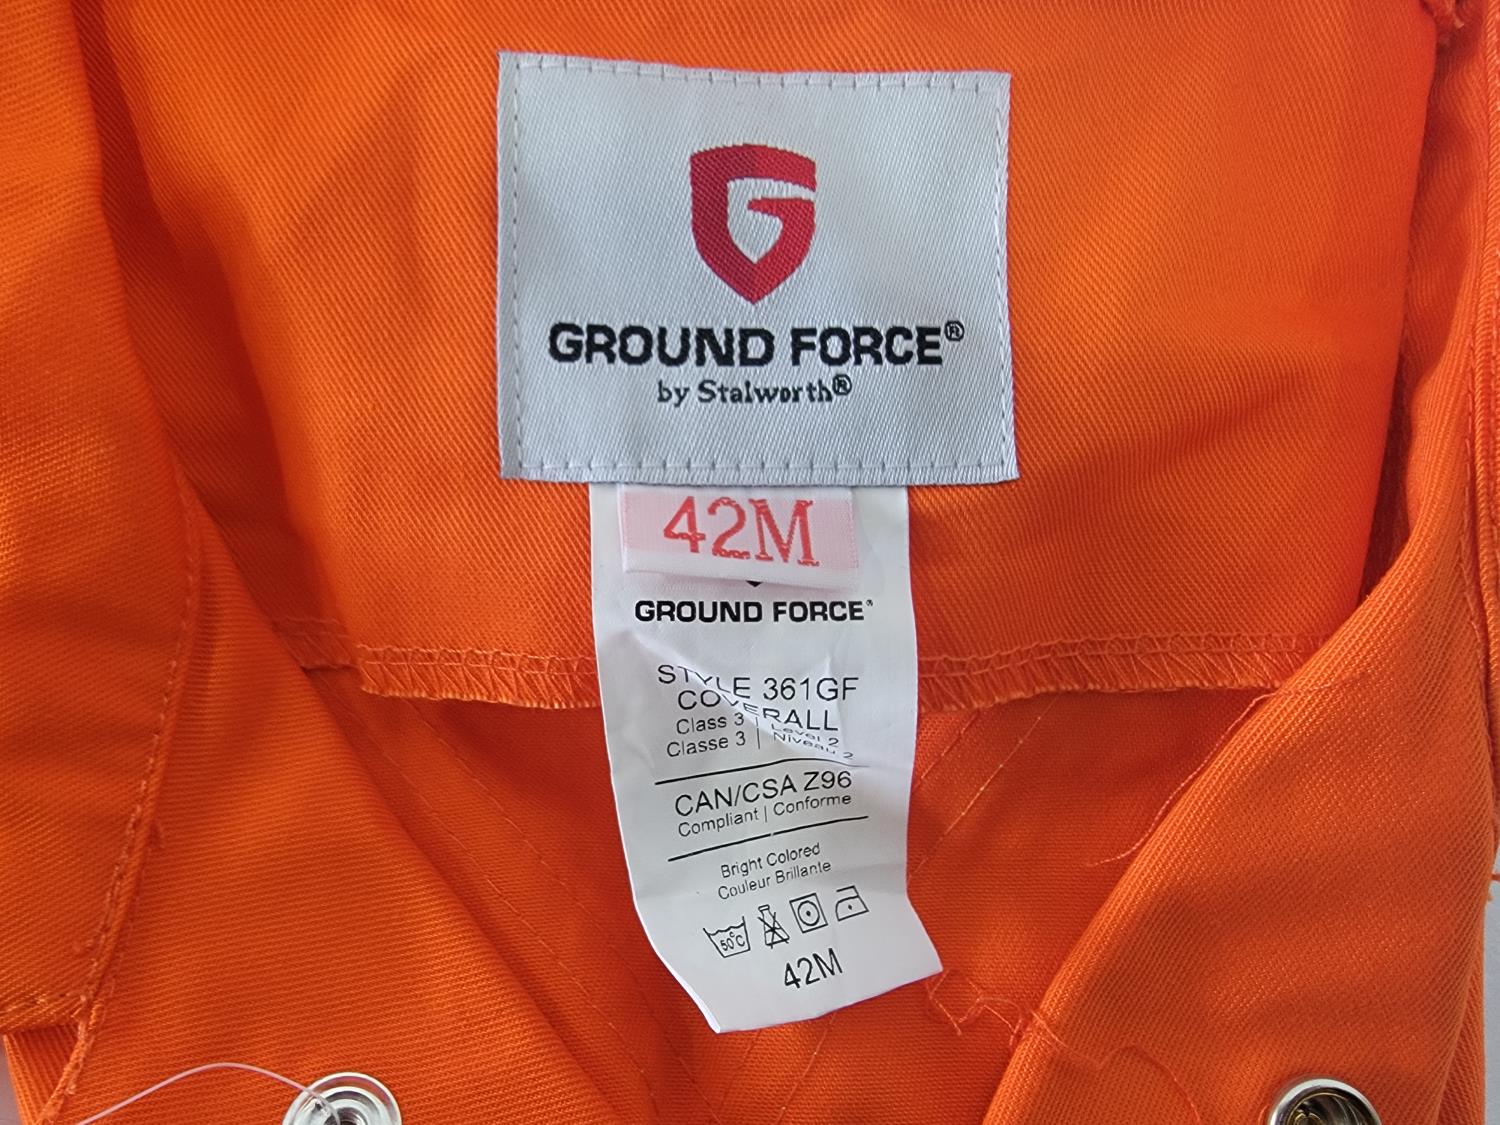 GROUND FORCE®
by Stalworth®
42M
GROUND FORCE®
STYLE 361GF
COVERALL
Class 3 | Level 2
Classe 3 | Niveau 2
CAN/CSA Z96
Compliant | Conforme
Bright Colored
Couleur Brillante
50°C
42M